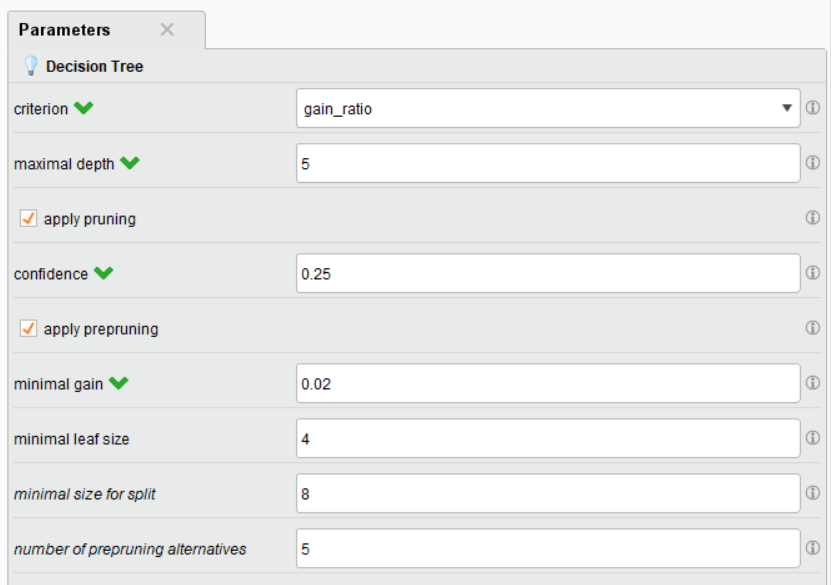 Parameters
Decision Tree
criterion gain_ratio
maximal depth 5
apply pruning
confidence 0.25
apply prepruning
minimal gain 0.02
minimal leaf size 4
minimal size for split 8
number of prepruning alternatives 5